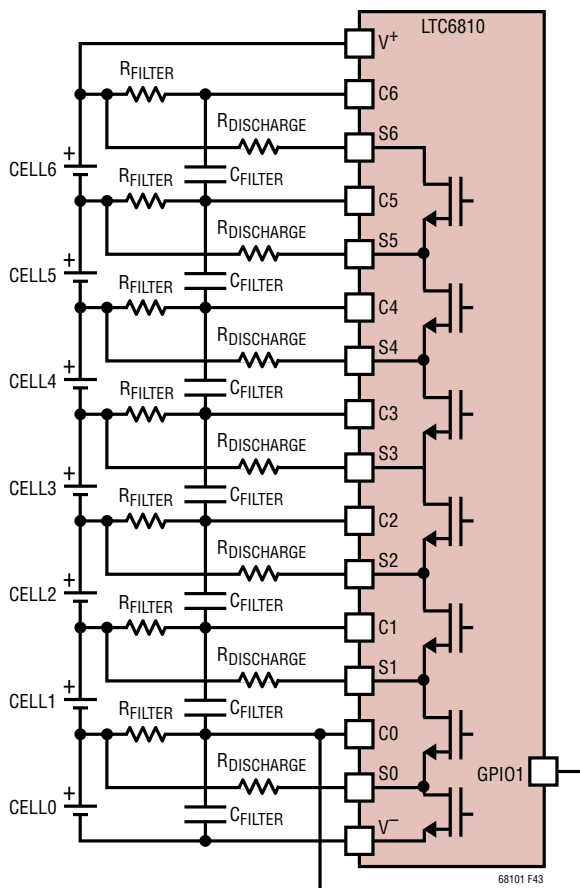 LTC6810
V+
RFILTER
C6
RDISCHARGE
S6
CELL6
+
RFILTER
CFILTER
C5
RDISCHARGE
S5
CELL5
+
RFILTER
CFILTER
C4
RDISCHARGE
S4
CELL4
+
RFILTER
CFILTER
C3
RDISCHARGE
S3
CELL3
+
RFILTER
CFILTER
C2
RDISCHARGE
S2
CELL2
+
RFILTER
CFILTER
C1
RDISCHARGE
S1
CELL1
+
RFILTER
CFILTER
C0
RDISCHARGE
S0
GPIO1
CELL0
+
CFILTER
V–
68101 F43